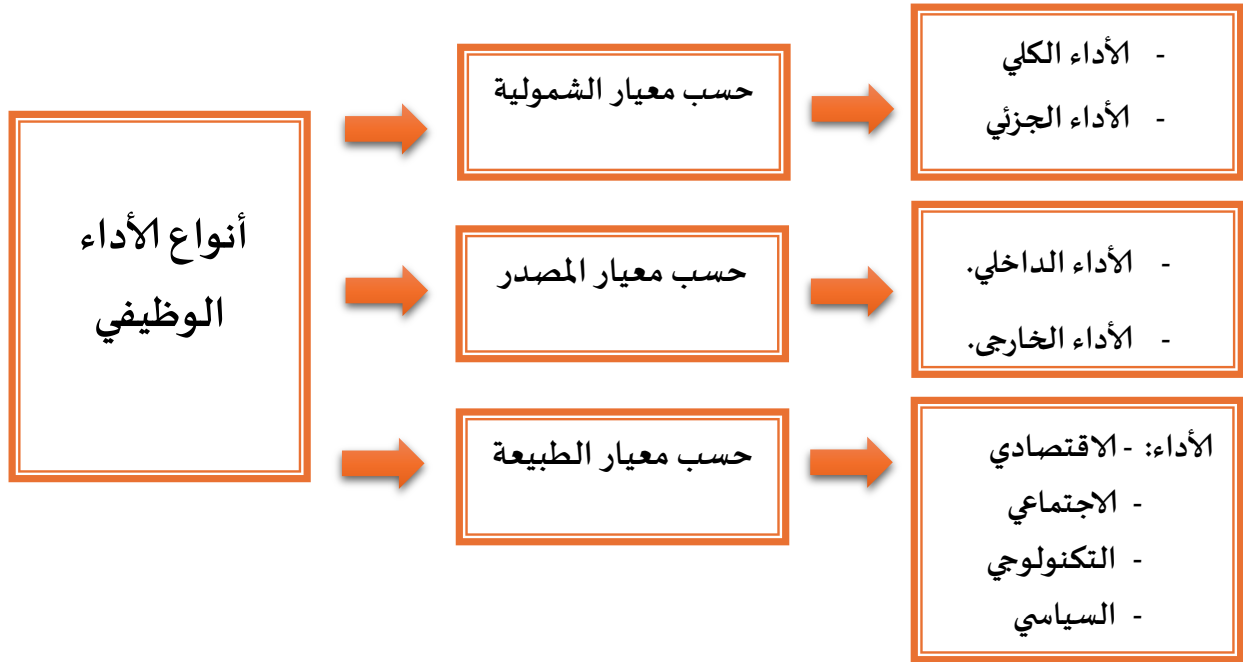 أنواع الأداء
الوظيفي
حسب معيار الشمولية
- الأداء الكلي
- الأداء الجزئي
حسب معيار المصدر
- الأداء الداخلي.
- الأداء الخارجي.
حسب معيار الطبيعة
الأداء: - الاقتصادي
- الاجتماعي
- التكنولوجي
- السياسي